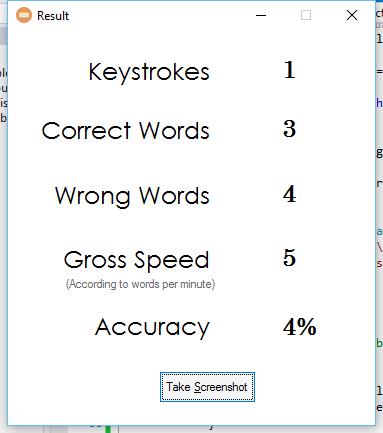 Result
Keystrokes 1
Correct Words 3
Wrong Words 4
Gross Speed 5
(According to words per minute)
Accuracy 4%
Take Screenshot